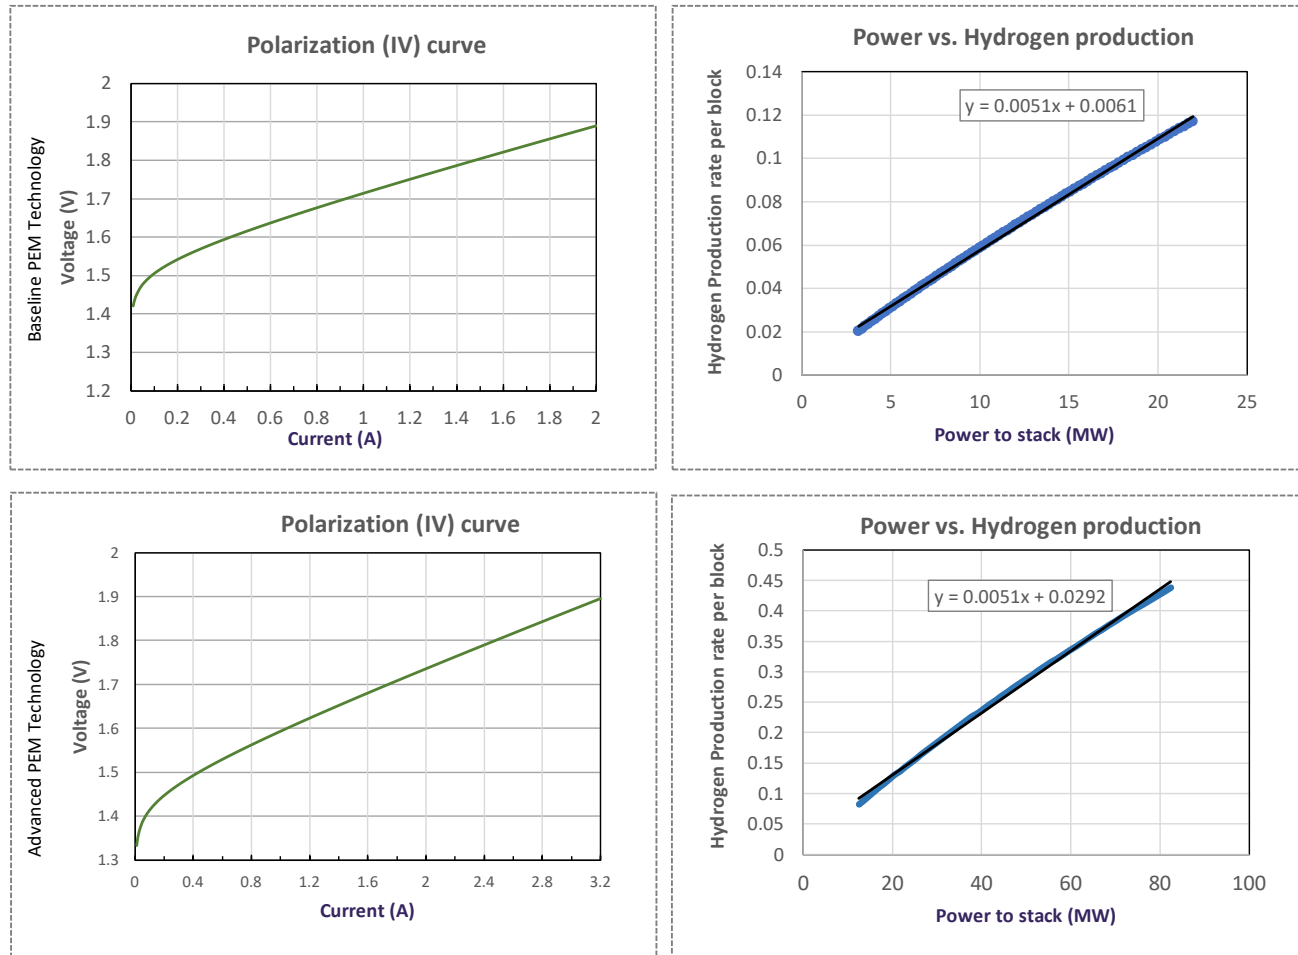 Baseline PEM Technology
Polarization (IV) curve
Voltage (V)
2
1.9
1.8
1.7
1.6
1.5
1.4
1.3
1.2
0 0.2 0.4 0.6 0.8 1 1.2 1.4 1.6 1.8 2
Current (A)
Power vs. Hydrogen production
Hydrogen Production rate per block
0.14
0.12
0.1
0.08
0.06
0.04
0.02
0
y = 0.0051x + 0.0061
0 5 10 15 20 25
Power to stack (MW)
Advanced PEM Technology
Polarization (IV) curve
Voltage (V)
2
1.9
1.8
1.7
1.6
1.5
1.4
1.3
0 0.4 0.8 1.2 1.6 2 2.4 2.8 3.2
Current (A)
Power vs. Hydrogen production
Hydrogen Production rate per block
0.5
0.45
0.4
0.35
0.3
0.25
0.2
0.15
0.1
0.05
0
y = 0.0051x + 0.0292
0 20 40 60 80 100
Power to stack (MW)